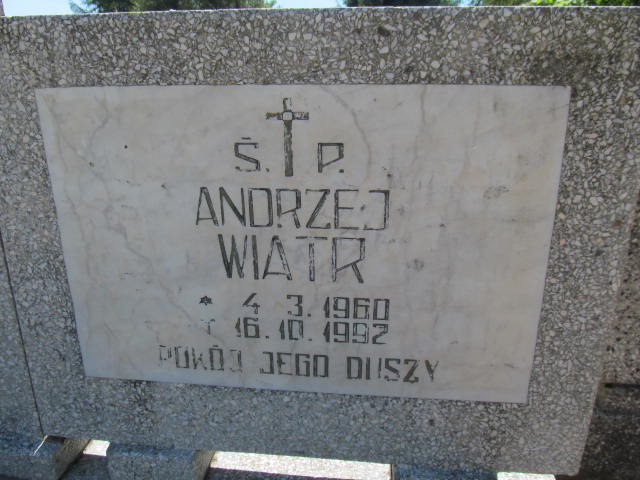 Ś. P.
ANDRZEJ
WIATR
* 4 3.1960
† 16.10.1992
POKÓJ JEGO DUSZY